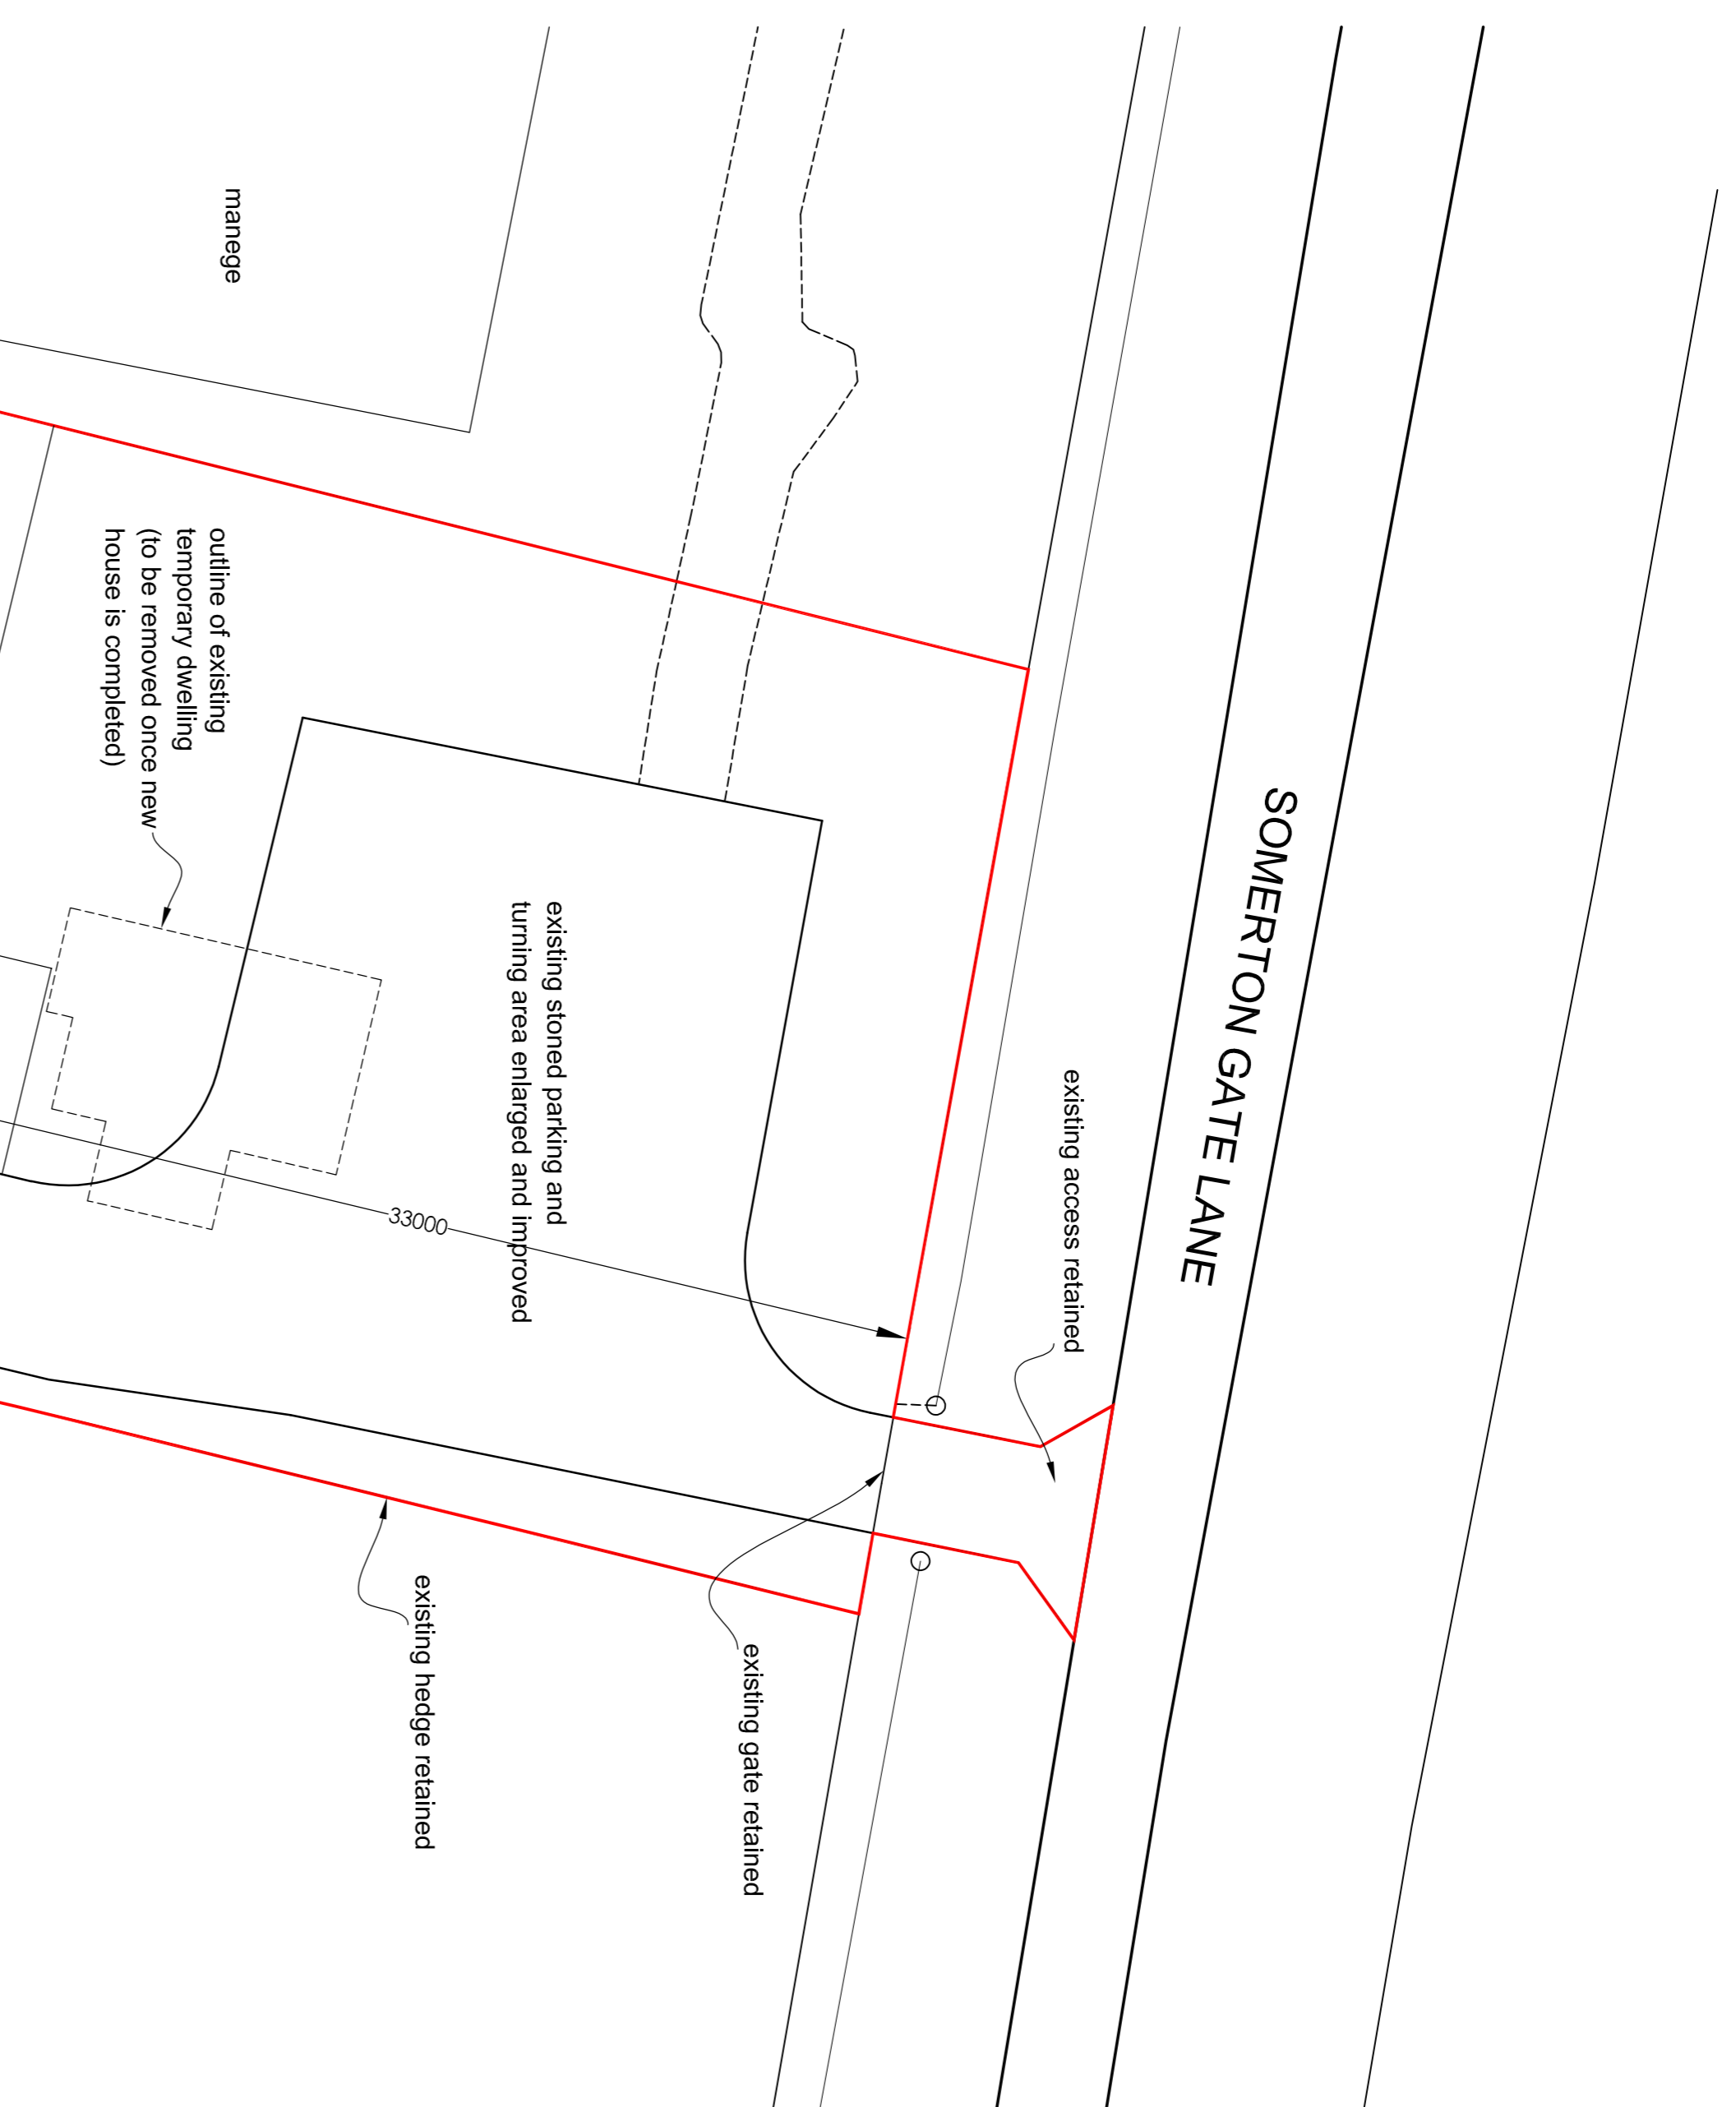 SOMERTON GATE LANE
existing access retained
manege
outline of existing
temporary dwelling
(to be removed once new
house is completed)
existing stoned parking and
turning area enlarged and improved
33000
existing gate retained
existing hedge retained